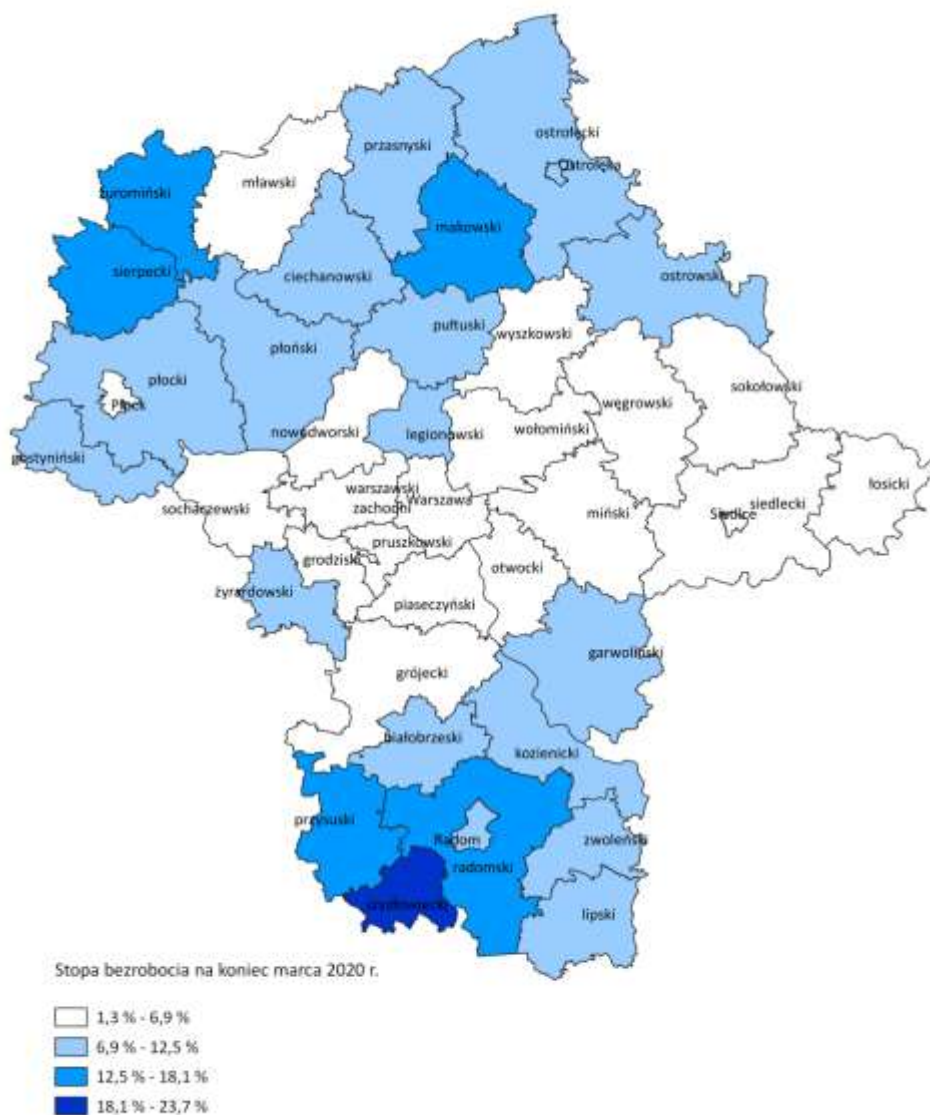 ostrołęcki
przasnyski
Ostrołęka
mławski
żuromiński
makowski
sierpecki
ciechanowski
ostrowski
pułtuski
wyszkowski
płoński
płocki
sokołowski
węgrowski
Płock
nowodworski
legionowski
wołomiński
gostyniński
warszawski
zachodni
Warszawa
łosicki
sochaczewski
miński
Siedlce
siedlecki
pruszkowski
grodziski
otwocki
żyrardowski
piaseczyński
garwoliński
grójecki
białobrzeski
kozienicki
przysuski
Radom
zwoleński
radomski
szydłowiecki
lipski
Stopa bezrobocia na koniec marca 2020 r.
1,3 % - 6,9 %
6,9 % - 12,5 %
12,5 % - 18,1 %
18,1 % - 23,7 %